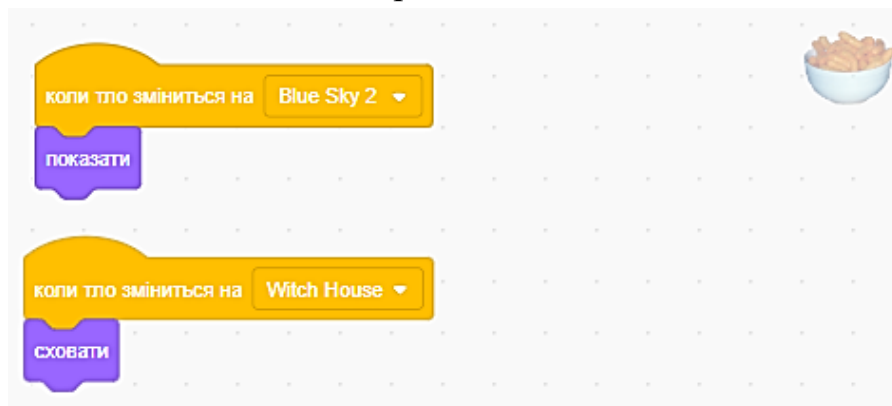 коли тло зміниться на Blue Sky 2
показати
коли тло зміниться на Witch House
сховати